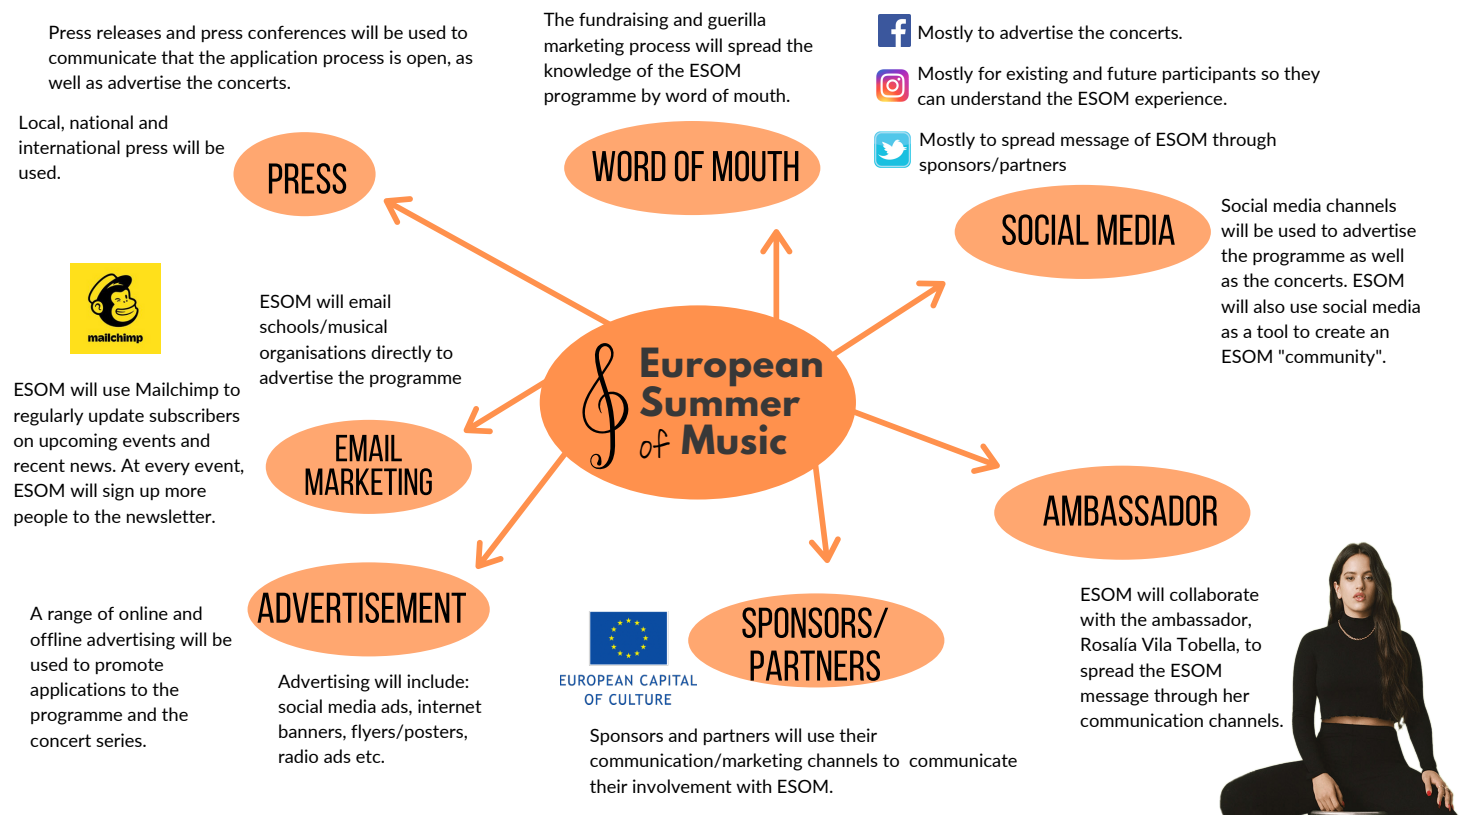 Press releases and press conferences will be used to
communicate that the application process is open, as
well as advertise the concerts.
Local, national and
international press will be
used.
PRESS
The fundraising and guerilla
marketing process will spread the
knowledge of the ESOM
programme by word of mouth.
WORD OF MOUTH
Mostly to advertise the concerts.
Mostly for existing and future participants so they
can understand the ESOM experience.
Mostly to spread message of ESOM through
sponsors/partners
SOCIAL MEDIA
Social media channels
will be used to advertise
the programme as well
as the concerts. ESOM
will also use social media
as a tool to create an
ESOM "community".
mailchimp
ESOM will use Mailchimp to
regularly update subscribers
on upcoming events and
recent news. At every event,
ESOM will sign up more
people to the newsletter.
ESOM will email
schools/musical
organisations directly to
advertise the programme
EMAIL
MARKETING
European
Summer
of Music
AMBASSADOR
ESOM will collaborate
with the ambassador,
Rosalía Vila Tobella, to
spread the ESOM
message through her
communication channels.
ADVERTISEMENT
A range of online and
offline advertising will be
used to promote
applications to the
programme and the
concert series.
Advertising will include:
social media ads, internet
banners, flyers/posters,
radio ads etc.
EUROPEAN CAPITAL
OF CULTURE
SPONSORS/
PARTNERS
Sponsors and partners will use their
communication/marketing channels to communicate
their involvement with ESOM.